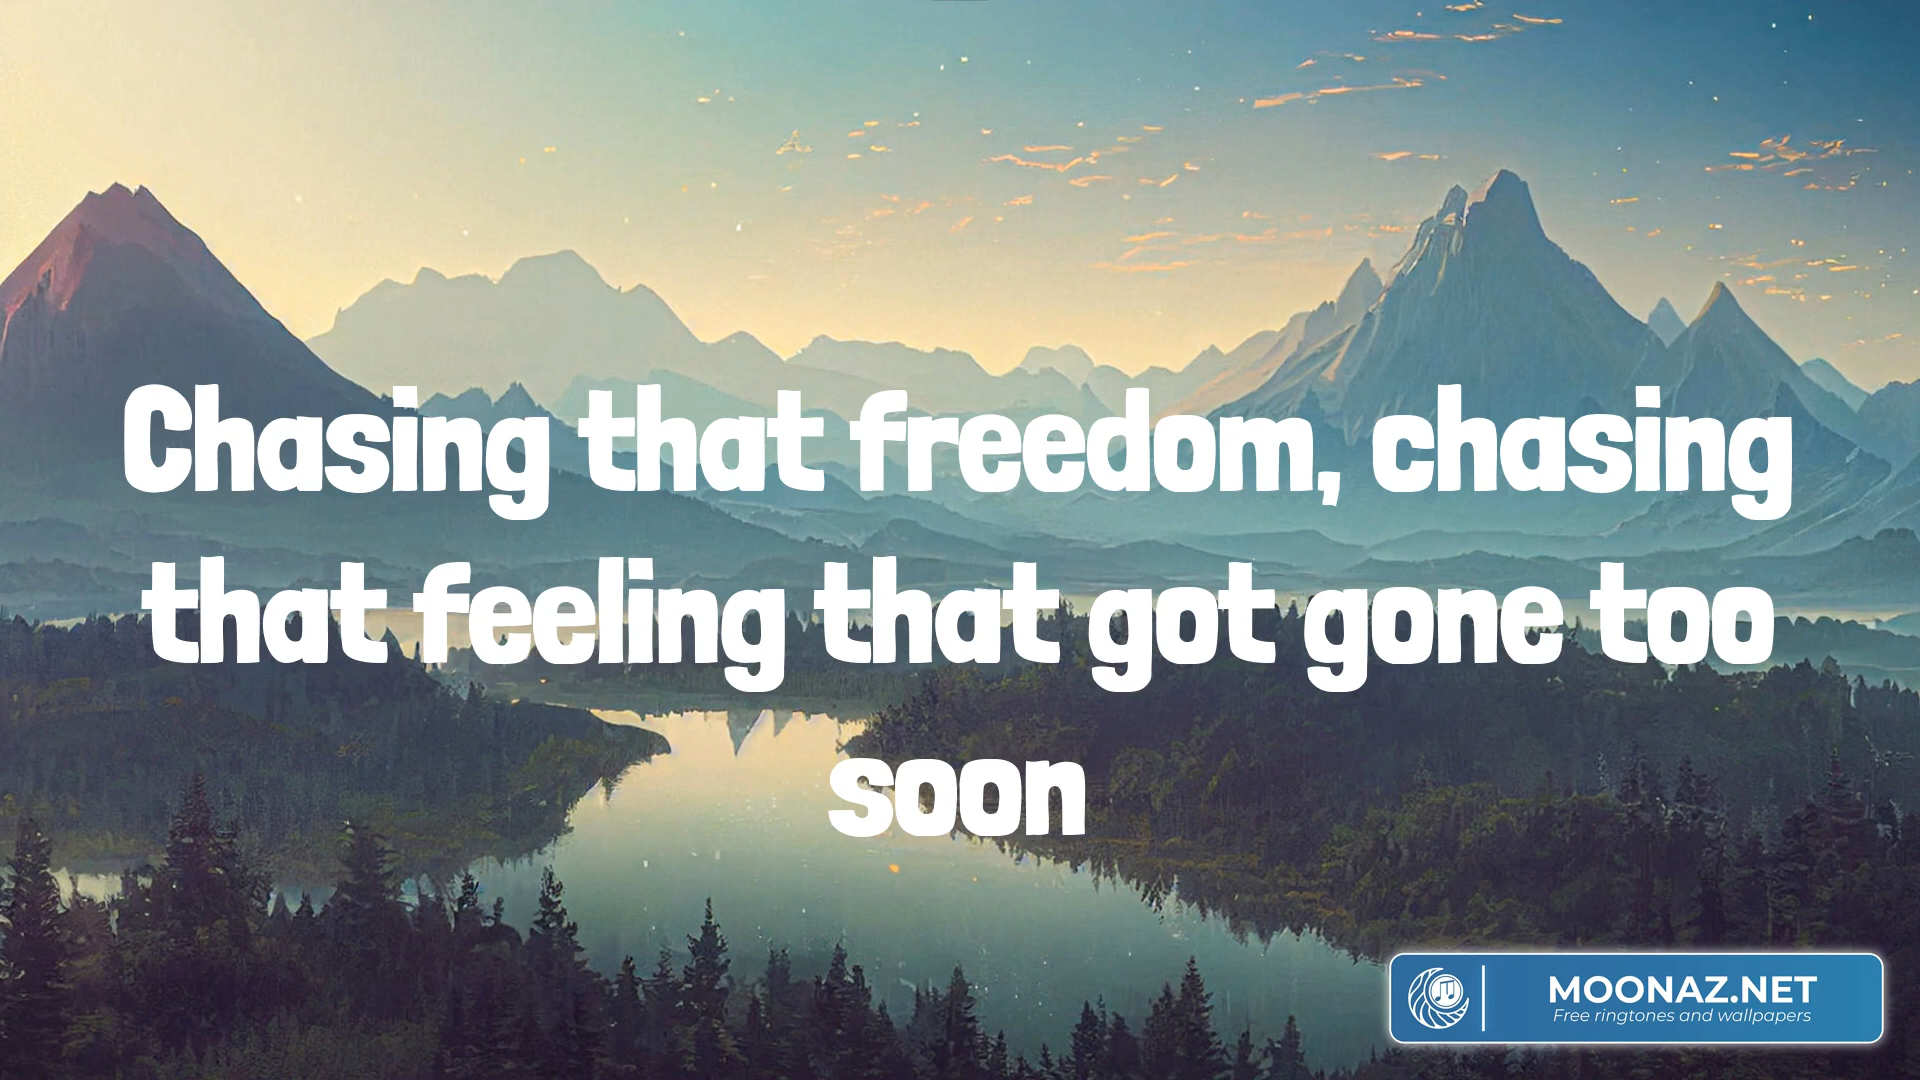 Chasing that freedom, chasing
that feeling that got gone too
soon
MOONAZ.NET
Free ringtones and wallpapers